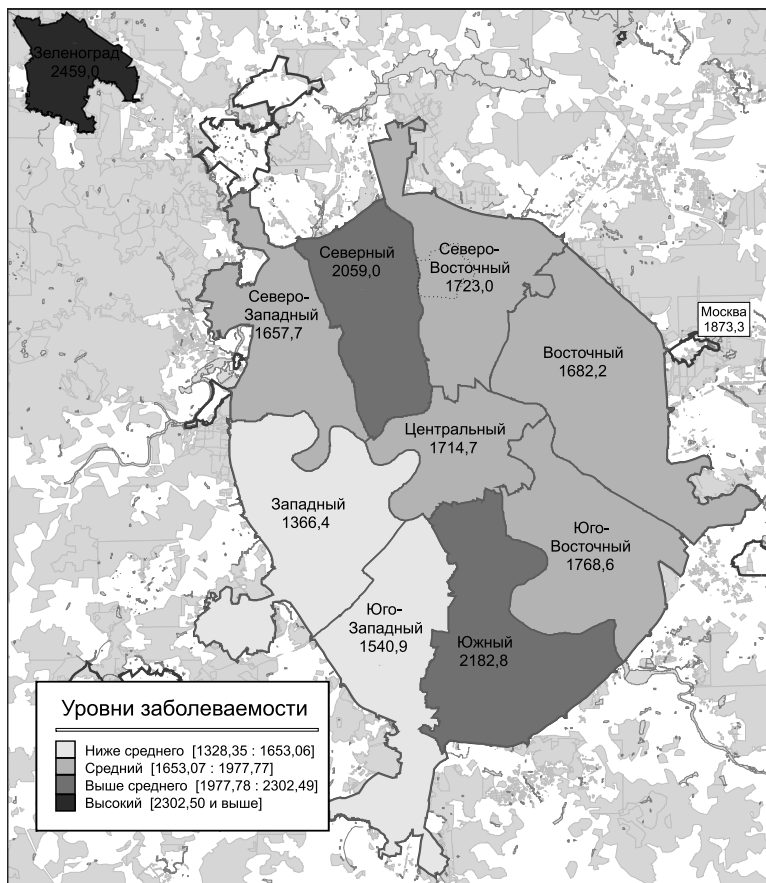 Зеленоград
2459,0
Северный
2059,0
Северо-
Восточный
1723,0
Северо-
Западный
1657,7
Москва
1873,3
Восточный
1682,2
Центральный
1714,7
Западный
1366,4
Юго-
Восточный
1768,6
Юго-
Западный
1540,9
Южный
2182,8
Уровни заболеваемости
Ниже среднего [1328,35 : 1653,06]
Средний [1653,07 : 1977,77]
Выше среднего [1977,78 : 2302,49]
Высокий [2302,50 и выше]